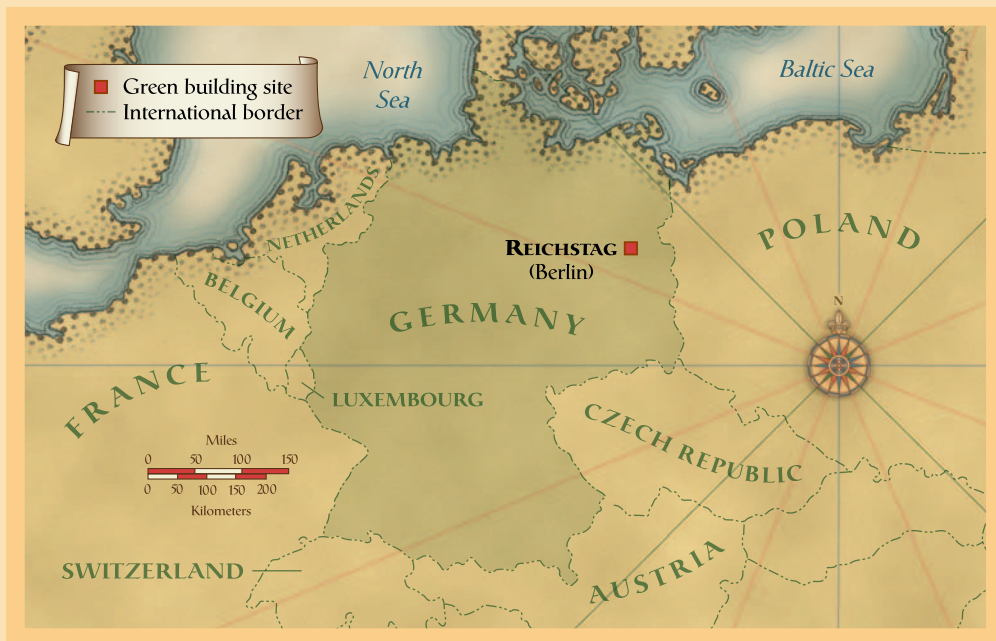 Green building site
International border
North
Sea
Baltic Sea
NETHERLANDS
POLAND
REICHSTAG
(Berlin)
BELGIUM
GERMANY
N
FRANCE
LUXEMBOURG
CZECH REPUBLIC
Miles
0 50 100 150
0 50 100 150 200
Kilometers
SWITZERLAND
AUSTRIA